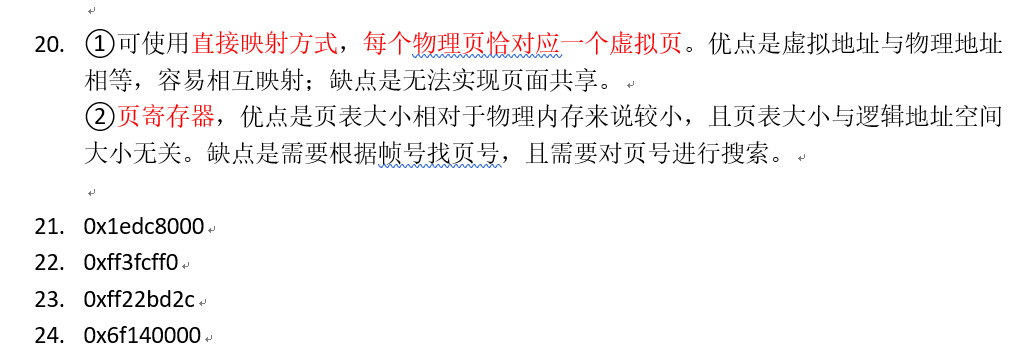 20. ①可使用直接映射方式，每个物理页恰对应一个虚拟页。优点是虚拟地址与物理地址
相等，容易相互映射；缺点是无法实现页面共享。
②页寄存器，优点是页表大小相对于物理内存来说较小，且页表大小与逻辑地址空间
大小无关。缺点是需要根据帧号找页号，且需要对页号进行搜索。
21. 0x1edc8000
22. 0xff3fcff0
23. 0xff22bd2c
24. 0x6f140000